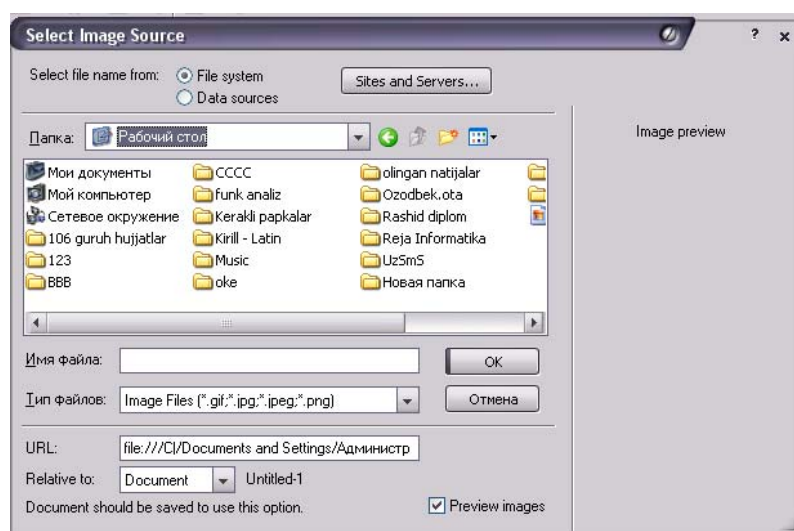 Select Image Source
Select file name from: File system Sites and Servers...
Data sources
Папка: Рабочий стол
Image preview
Мои документы
Мой компьютер
Сетевое окружение
106 guruh hujjatlar
123
BBB
CCCC
funk analiz
Kerakli papkalar
Kirill - Latin
Music
oke
olingan natijalar
Ozodbek.ota
Rashid diplom
Reja Informatika
UzSmS
Новая папка
Имя файла: OK
Тип файлов: Image Files (*.gif;*.jpg;*.jpeg;*.png) Отмена
URL: file:///C|/Documents and Settings/Администр
Relative to: Document Untitled-1
Document should be saved to use this option. Preview images